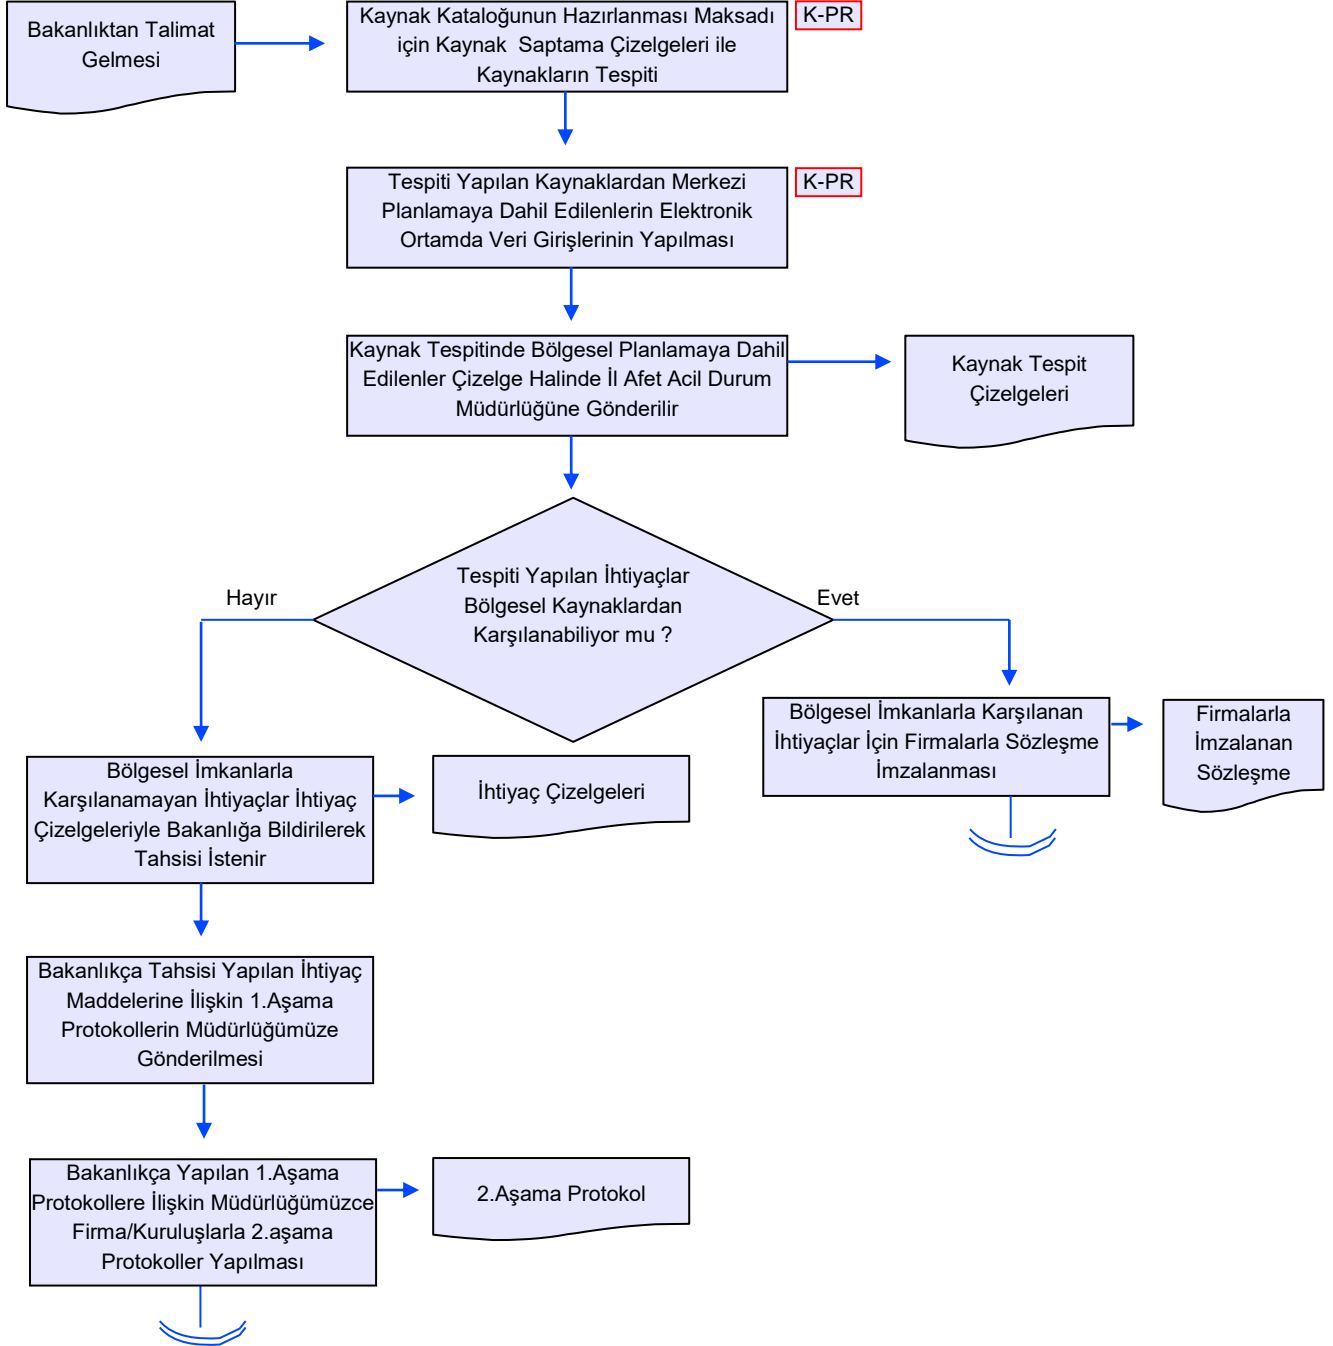 Bakanlıktan Talimat
Gelmesi
Kaynak Kataloğunun Hazırlanması Maksadı
için Kaynak  Saptama Çizelgeleri ile
Kaynakların Tespiti
K-PR
Tespiti Yapılan Kaynaklardan Merkezi
Planlamaya Dahil Edilenlerin Elektronik
Ortamda Veri Girişlerinin Yapılması
K-PR
Kaynak Tespitinde Bölgesel Planlamaya Dahil
Edilenler Çizelge Halinde İl Afet Acil Durum
Müdürlüğüne Gönderilir
Kaynak Tespit
Çizelgeleri
Tespiti Yapılan İhtiyaçlar
Bölgesel Kaynaklardan
Karşılanabiliyor mu ?
Hayır
Evet
Bölgesel İmkanlarla Karşılanan
İhtiyaçlar İçin Firmalarla Sözleşme
İmzalanması
Firmalarla
İmzalanan
Sözleşme
Bölgesel İmkanlarla
Karşılanamayan İhtiyaçlar İhtiyaç
Çizelgeleriyle Bakanlığa Bildirilerek
Tahsisi İstenir
İhtiyaç Çizelgeleri
Bakanlıkça Tahsisi Yapılan İhtiyaç
Maddelerine İlişkin 1.Aşama
Protokollerin Müdürlüğümüze
Gönderilmesi
Bakanlıkça Yapılan 1.Aşama
Protokollere İlişkin Müdürlüğümüzce
Firma/Kuruluşlarla 2.aşama
Protokoller Yapılması
2.Aşama Protokol